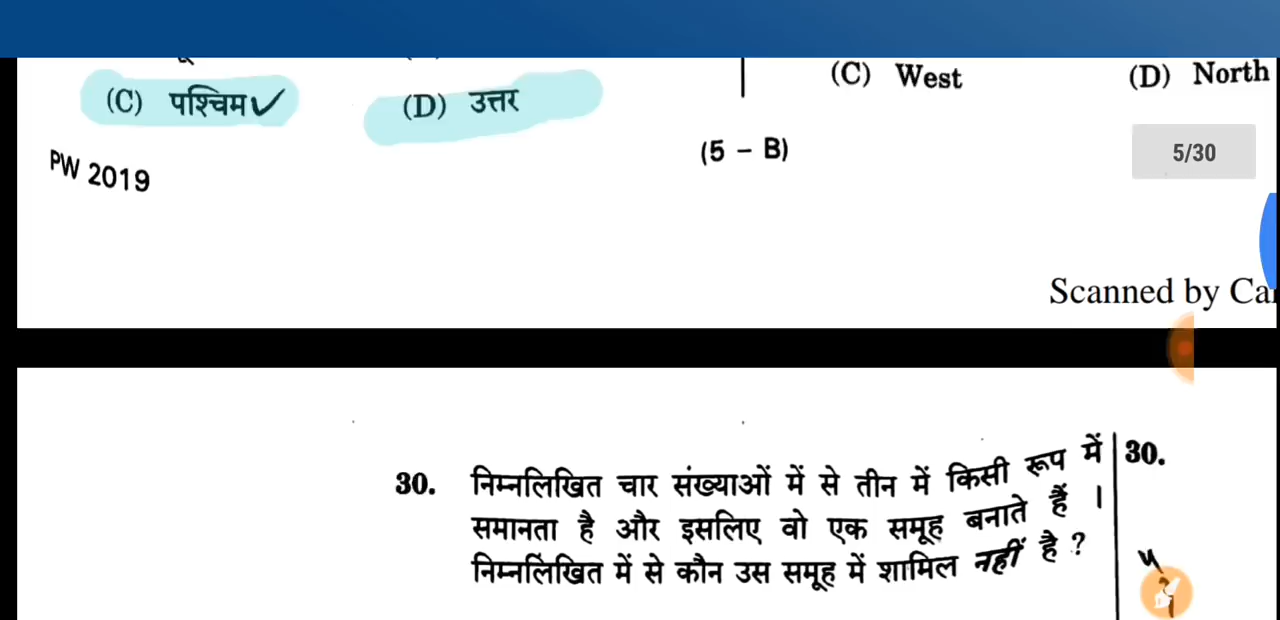 (C) पश्चिम✓ (D) उत्तर
(C) West (D) North
PW 2019
(5 – B)
5/30
Scanned by
30. निम्नलिखित चार संख्याओं में से तीन में किसी रूप में
समानता है और इसलिए वो एक समूह बनाते हैं ।
निम्नलिखित में से कौन उस समूह में शामिल नहीं है ?
30.